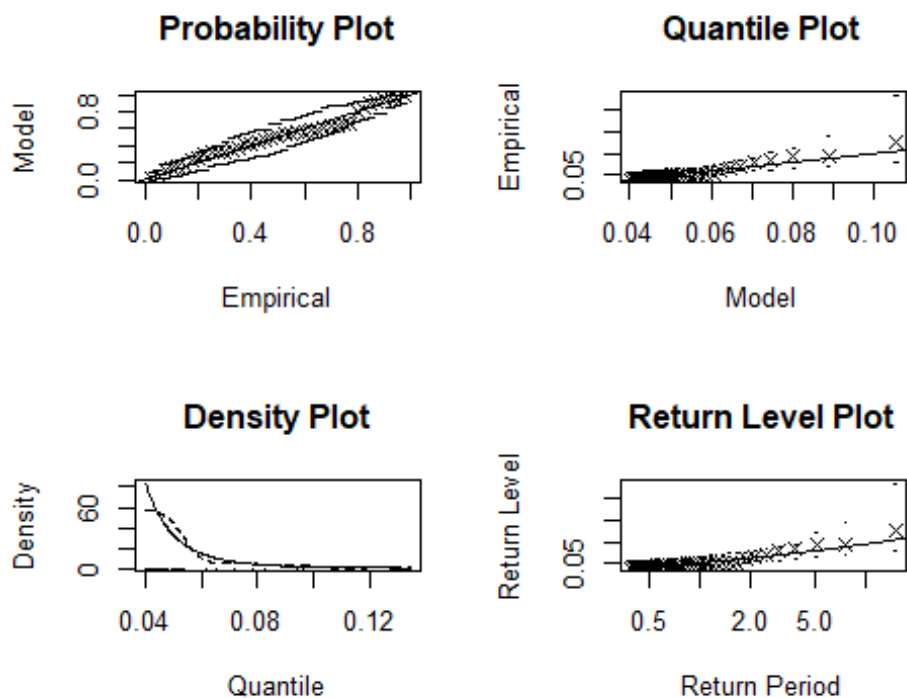 Probability Plot
Model
0.8
0.0
0.0 0.4 0.8
Empirical
Quantile Plot
Empirical
0.05
0.04 0.06 0.08 0.10
Model
Density Plot
Density
60
0
0.04 0.08 0.12
Quantile
Return Level Plot
Return Level
0.05
0.5 2.0 5.0
Return Period